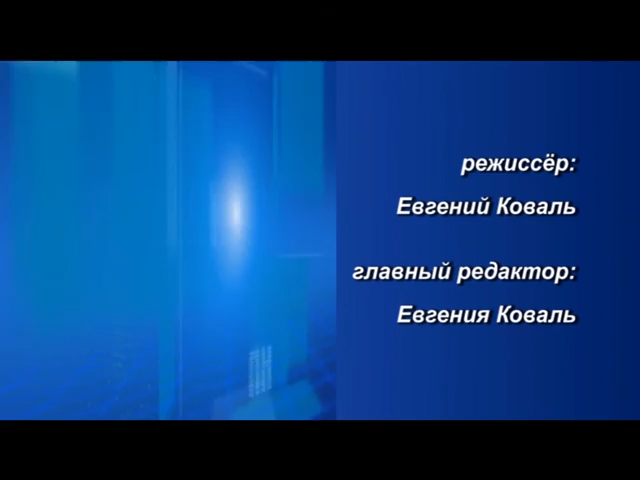 режиссёр:
Евгений Коваль
главный редактор:
Евгения Коваль